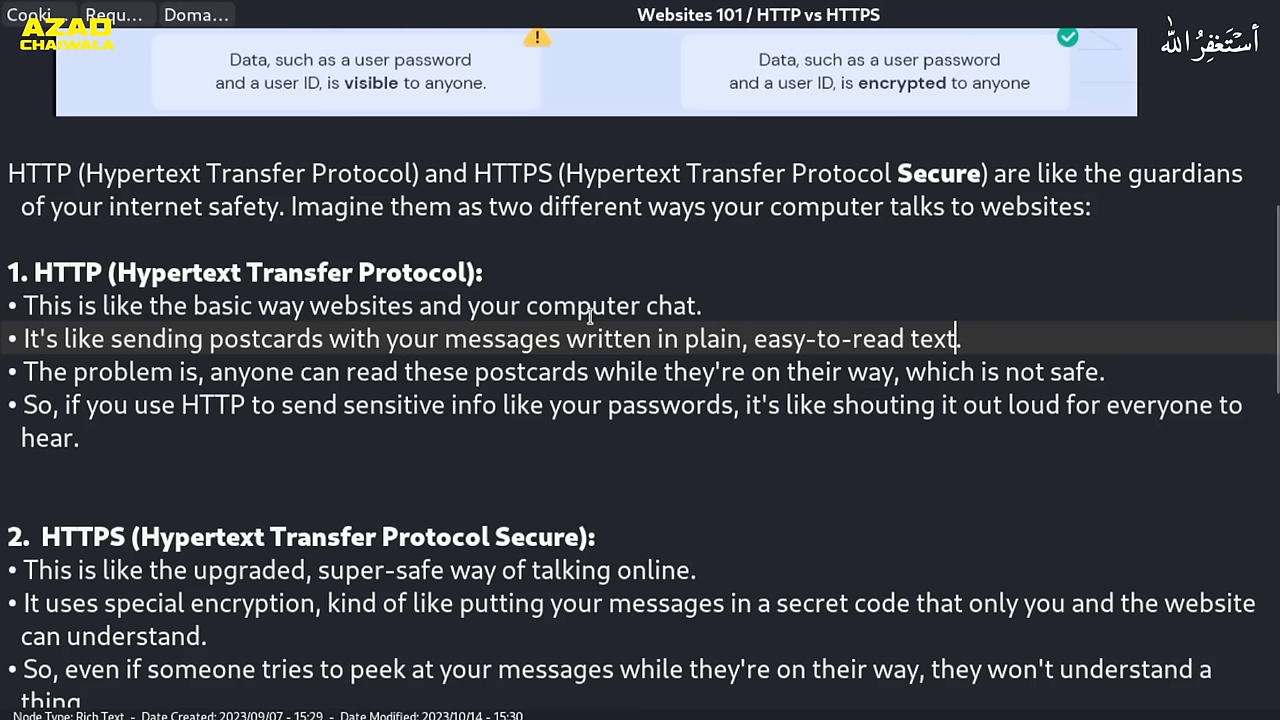 Cooki... Requ... Doma... Websites 101 / HTTP vs HTTPS
AZAD
CHAIWALA
أستغفر الله
Data, such as a user password
and a user ID, is visible to anyone.
Data, such as a user password
and a user ID, is encrypted to anyone
HTTP (Hypertext Transfer Protocol) and HTTPS (Hypertext Transfer Protocol Secure) are like the guardians
of your internet safety. Imagine them as two different ways your computer talks to websites:
1. HTTP (Hypertext Transfer Protocol):
• This is like the basic way websites and your computer chat.
• It's like sending postcards with your messages written in plain, easy-to-read text.
• The problem is, anyone can read these postcards while they're on their way, which is not safe.
• So, if you use HTTP to send sensitive info like your passwords, it's like shouting it out loud for everyone to
hear.
2. HTTPS (Hypertext Transfer Protocol Secure):
• This is like the upgraded, super-safe way of talking online.
• It uses special encryption, kind of like putting your messages in a secret code that only you and the website
can understand.
• So, even if someone tries to peek at your messages while they're on their way, they won't understand a
thing
Node Type: Rich Text - Date Created: 2023/09/07 - 15:29 - Date Modified: 2023/10/14 - 15:30